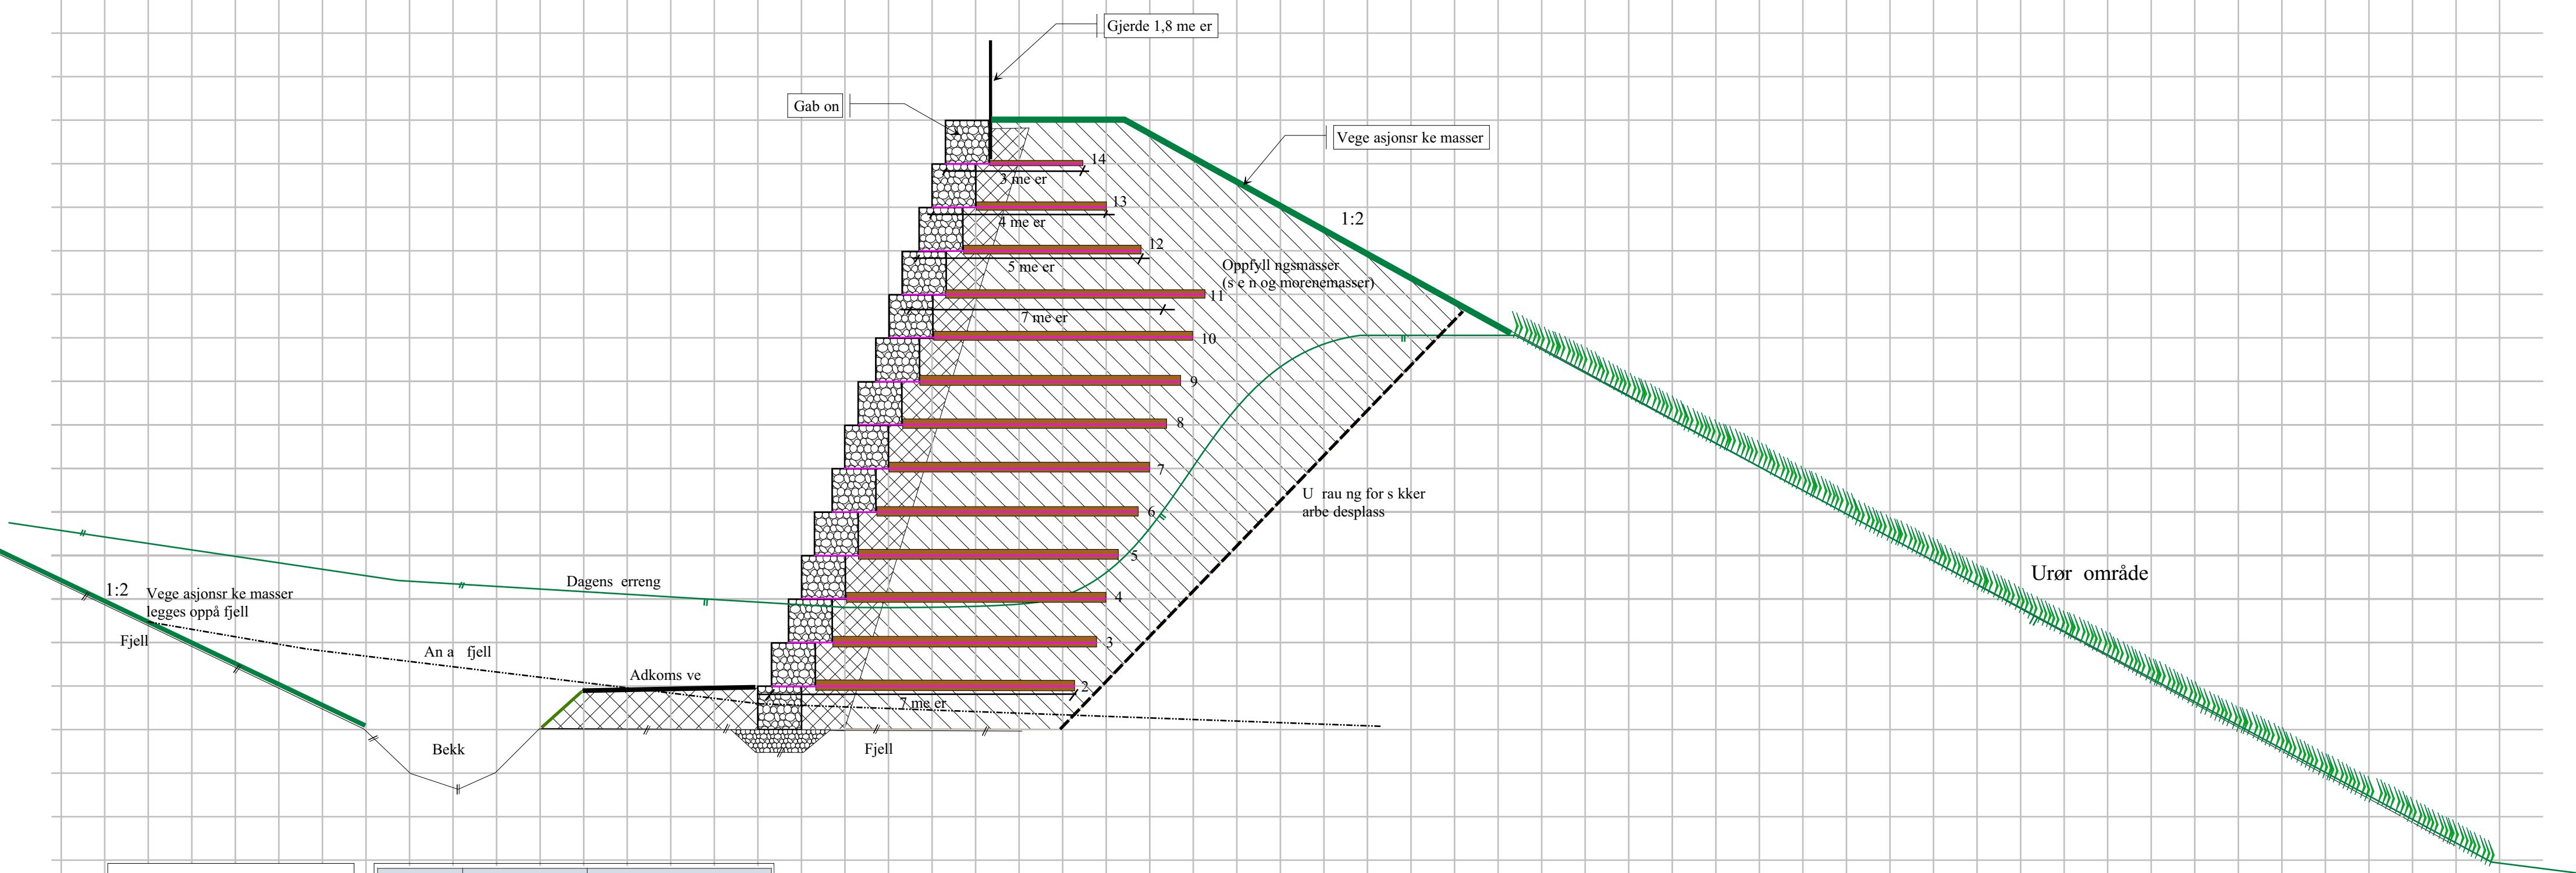 Gjerde 1,8 me er
Gab on
Vege asjonsr ke masser
14
3 me er
13
4 me er
12
5 me er
1:2
Oppfyll ngsmasser
(s e n og morenemasser)
11
7 me er
10
9
8
7
6
U rau ng for s kker
arbe desplass
5
Dagens erreng
4
1:2
Vege asjonsr ke masser
legges oppå fjell
Fjell
An a fjell
3
Adkoms ve
2
7 me er
Bekk
Fjell
Urør område